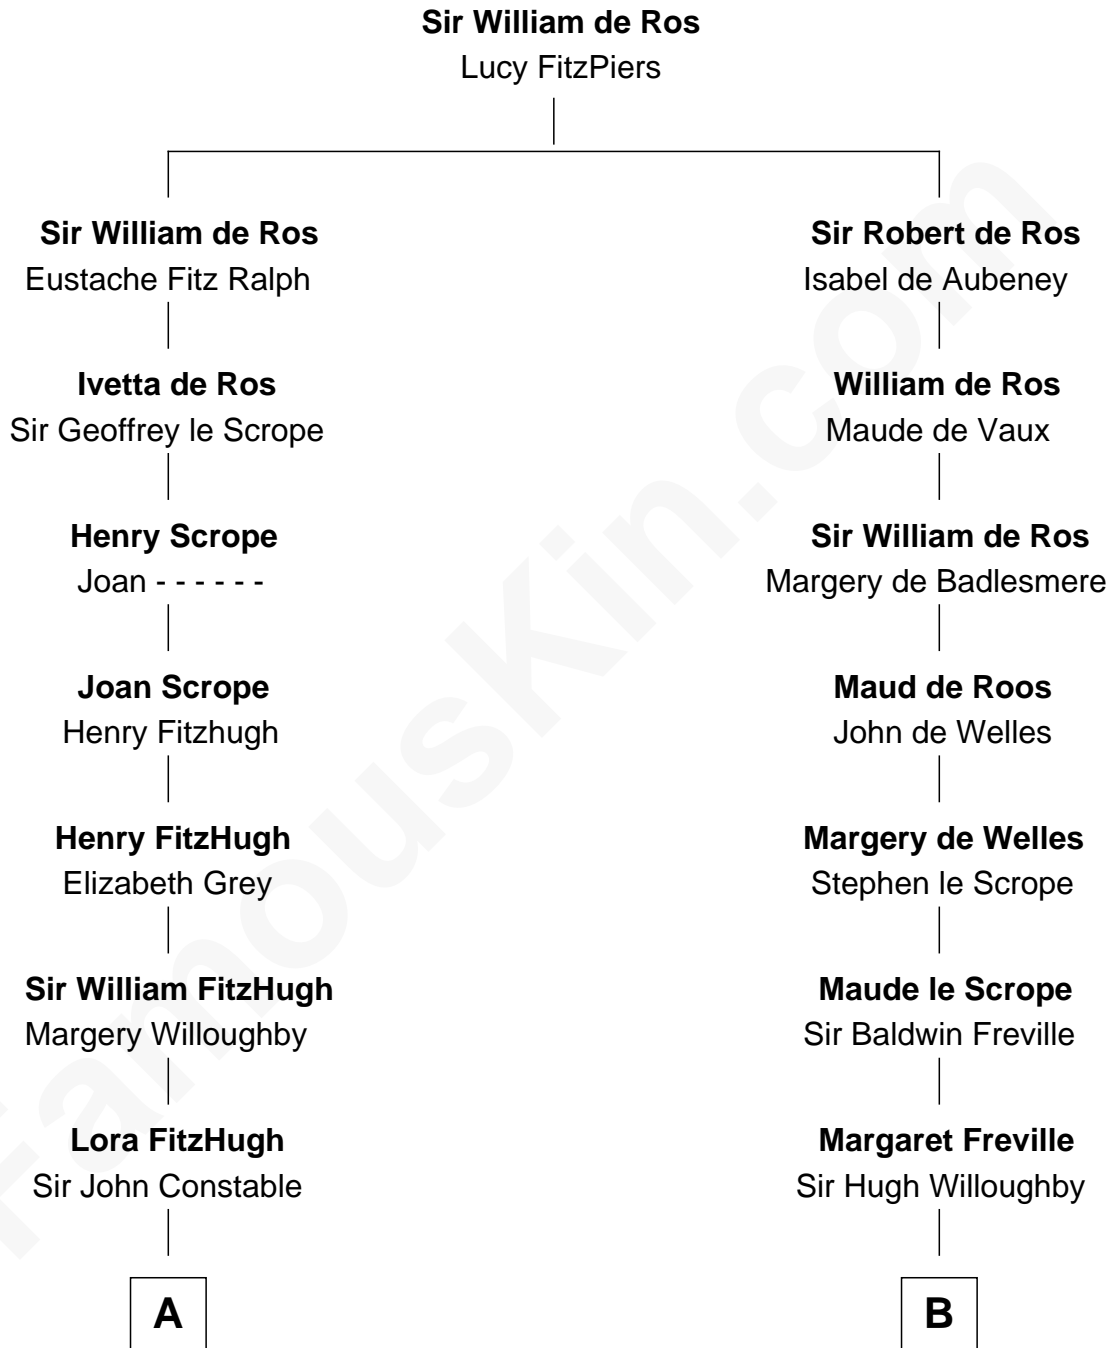 Sir William de Ros
Lucy FitzPiers
Sir William de Ros
Eustache Fitz Ralph
Ivetta de Ros
Sir Geoffrey le Scrope
Henry Scrope
Joan - - - - - -
Joan Scrope
Henry Fitzhugh
Henry FitzHugh
Elizabeth Grey
Sir William FitzHugh
Margery Willoughby
Lora FitzHugh
Sir John Constable
A
Sir Robert de Ros
Isabel de Aubeney
William de Ros
Maude de Vaux
Sir William de Ros
Margery de Badlesmere
Maud de Roos
John de Welles
Margery de Welles
Stephen le Scrope
Maude le Scrope
Sir Baldwin Freville
Margaret Freville
Sir Hugh Willoughby
B
FamousKin.com